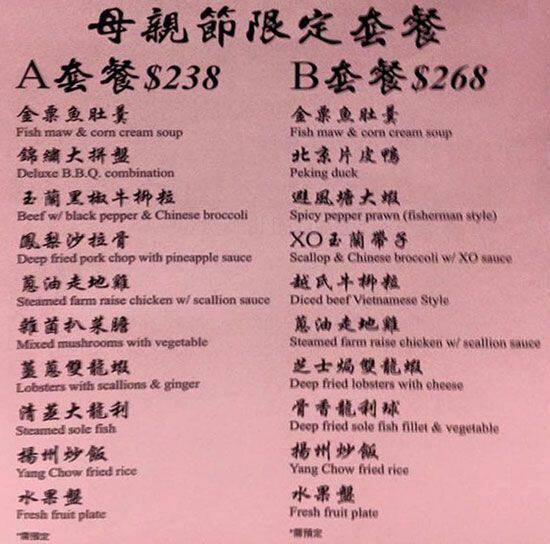 母親節限定套餐
A套餐$238
金粟魚肚羹
Fish maw & corn cream soup
錦繡大拼盤
Deluxe B.B.Q. combination
玉蘭黑椒牛柳粒
Beef w/ black pepper & Chinese broccoli
鳳梨沙拉骨
Deep fried pork chop with pineapple sauce
蔥油走地雞
Steamed farm raise chicken w/ scallion sauce
雜菌扒菜膽
Mixed mushrooms with vegetable
薑蔥雙龍蝦
Lobsters with scallions & ginger
清蒸大龍利
Steamed sole fish
揚州炒飯
Yang Chow fried rice
水果盤
Fresh fruit plate
*需預定
B套餐$268
金粟魚肚羹
Fish maw & corn cream soup
北京片皮鴨
Peking duck
避風塘大蝦
Spicy pepper prawn (fisherman style)
XO玉蘭帶子
Scallop & Chinese broccoli w/ XO sauce
越氏牛柳粒
Diced beef Vietnamese Style
蔥油走地雞
Steamed farm raise chicken w/ scallion sauce
芝士焗雙龍蝦
Deep fried lobsters with cheese
骨香龍利球
Deep fried sole fish fillet & vegetable
揚州炒飯
Yang Chow fried rice
水果盤
Fresh fruit plate
*需預定